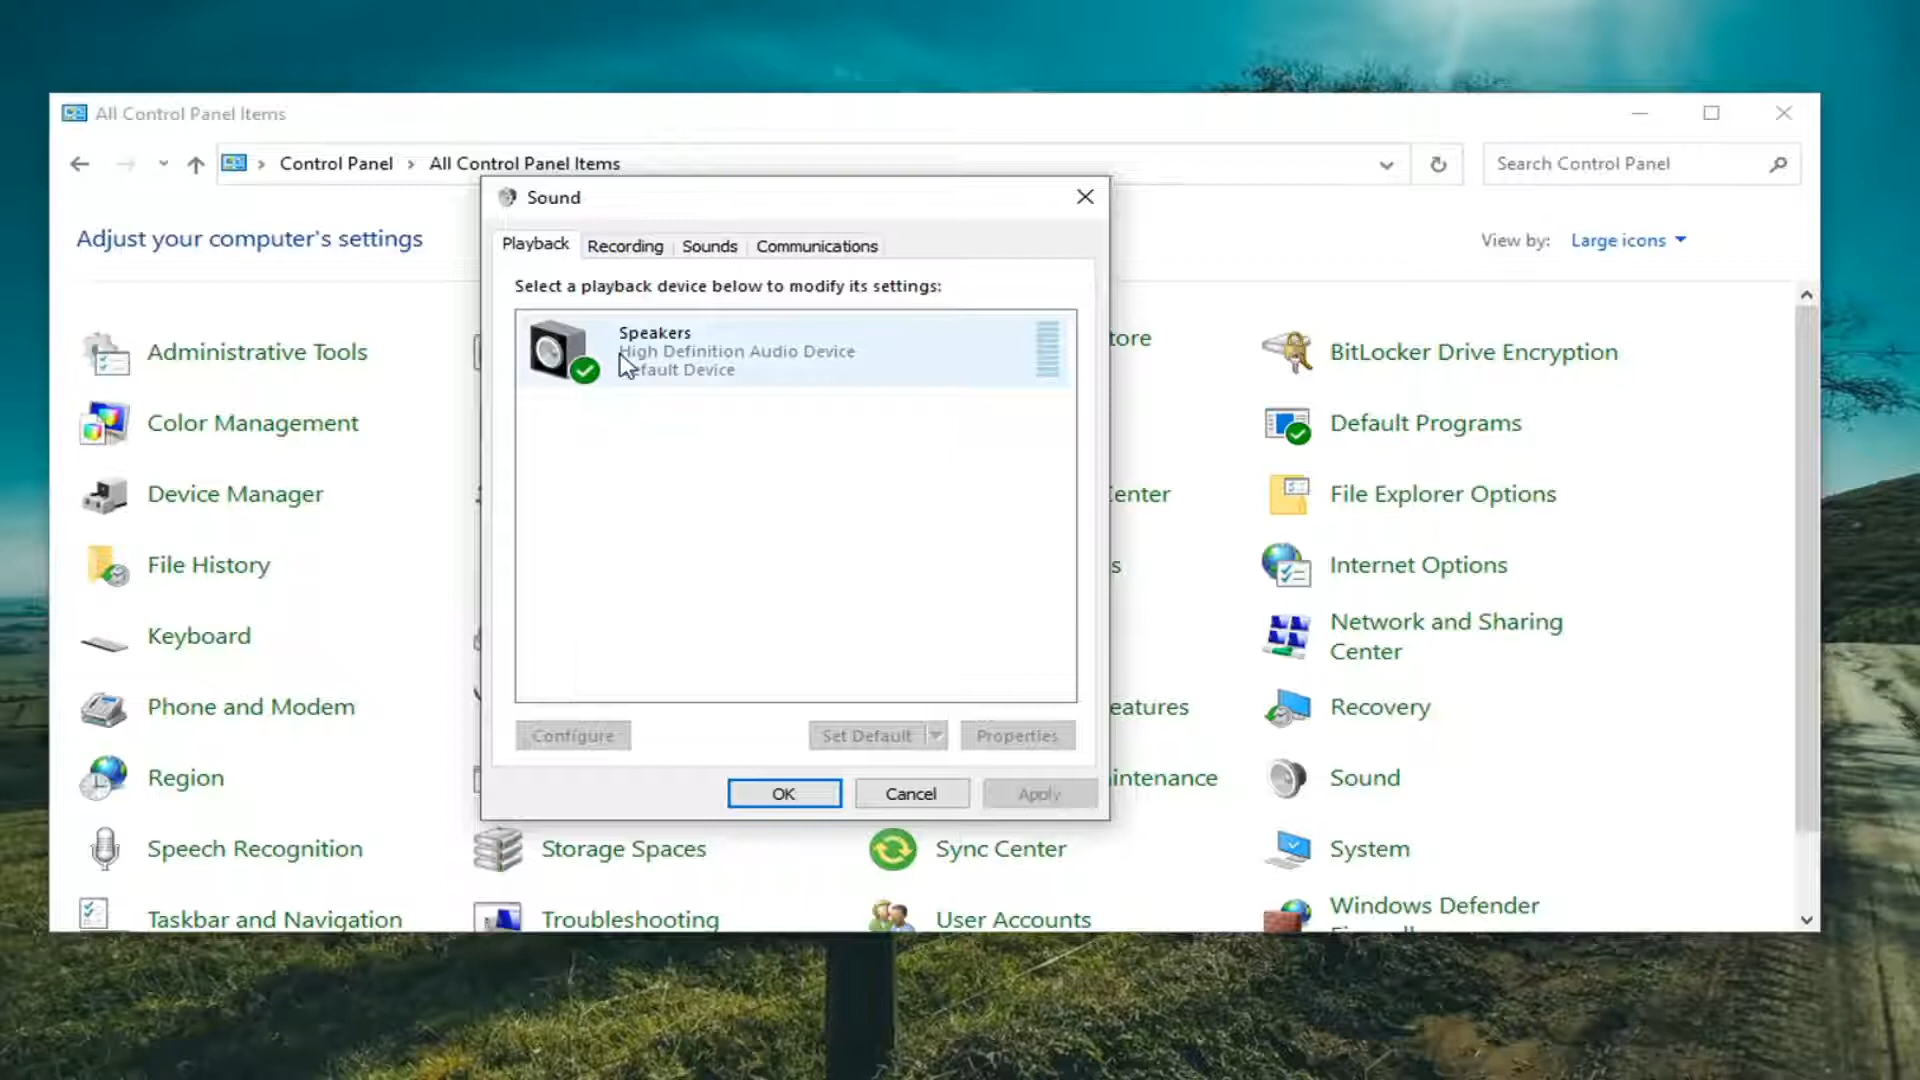 All Control Panel Items
Control Panel
All Control Panel Items
Search Control Panel
Adjust your computer's settings
View by:
Large icons
Sound
Playback
Recording
Sounds
Communications
Select a playback device below to modify its settings:
Speakers
High Definition Audio Device
Default Device
Configure
Set Default
Properties
OK
Cancel
Apply
Administrative Tools
BitLocker Drive Encryption
Color Management
Default Programs
Device Manager
File Explorer Options
File History
Internet Options
Keyboard
Network and Sharing
Center
Phone and Modem
Recovery
Region
Sound
Speech Recognition
Storage Spaces
Sync Center
System
Taskbar and Navigation
Troubleshooting
User Accounts
Windows Defender